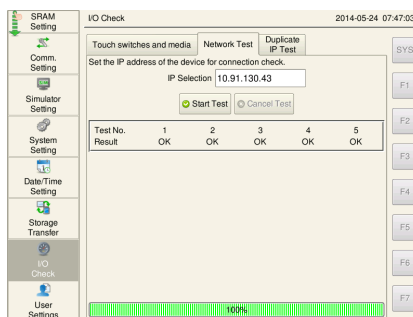 SRAM
Setting
Comm.
Setting
Simulator
Setting
System
Setting
Date/Time
Setting
Storage
Transfer
I/O
Check
User
Settings
I/O Check 2014-05-24 07:47:03
Touch switches and media Network Test Duplicate IP Test
Set the IP address of the device for connection check.
IP Selection 10.91.130.43
Start Test Cancel Test
Test No. 1 2 3 4 5
Result OK OK OK OK OK
100%
SYS
F1
F2
F3
F4
F5
F6
F7